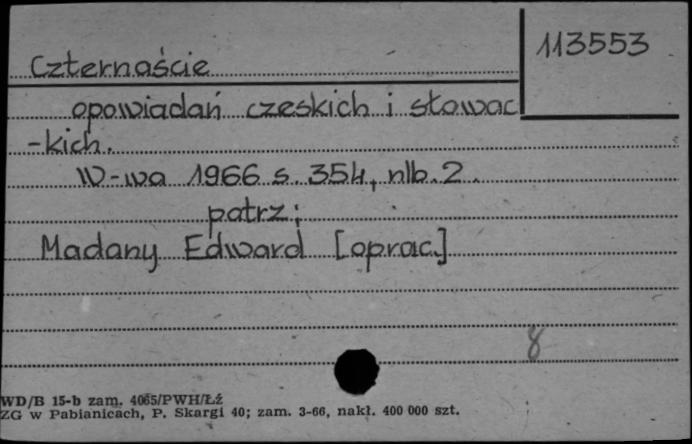 113553
Czternaście
opowiadań czeskich i słowac
-kich.
W-wa 1966 s. 354, nlb. 2.
patrz:
Madany Edward [oprac.]
8
WD/B 15-b zam. 4065/PWH/Łź
ZG w Pabianicach, P. Skargi 40; zam. 3-66, nakł. 400 000 szt.